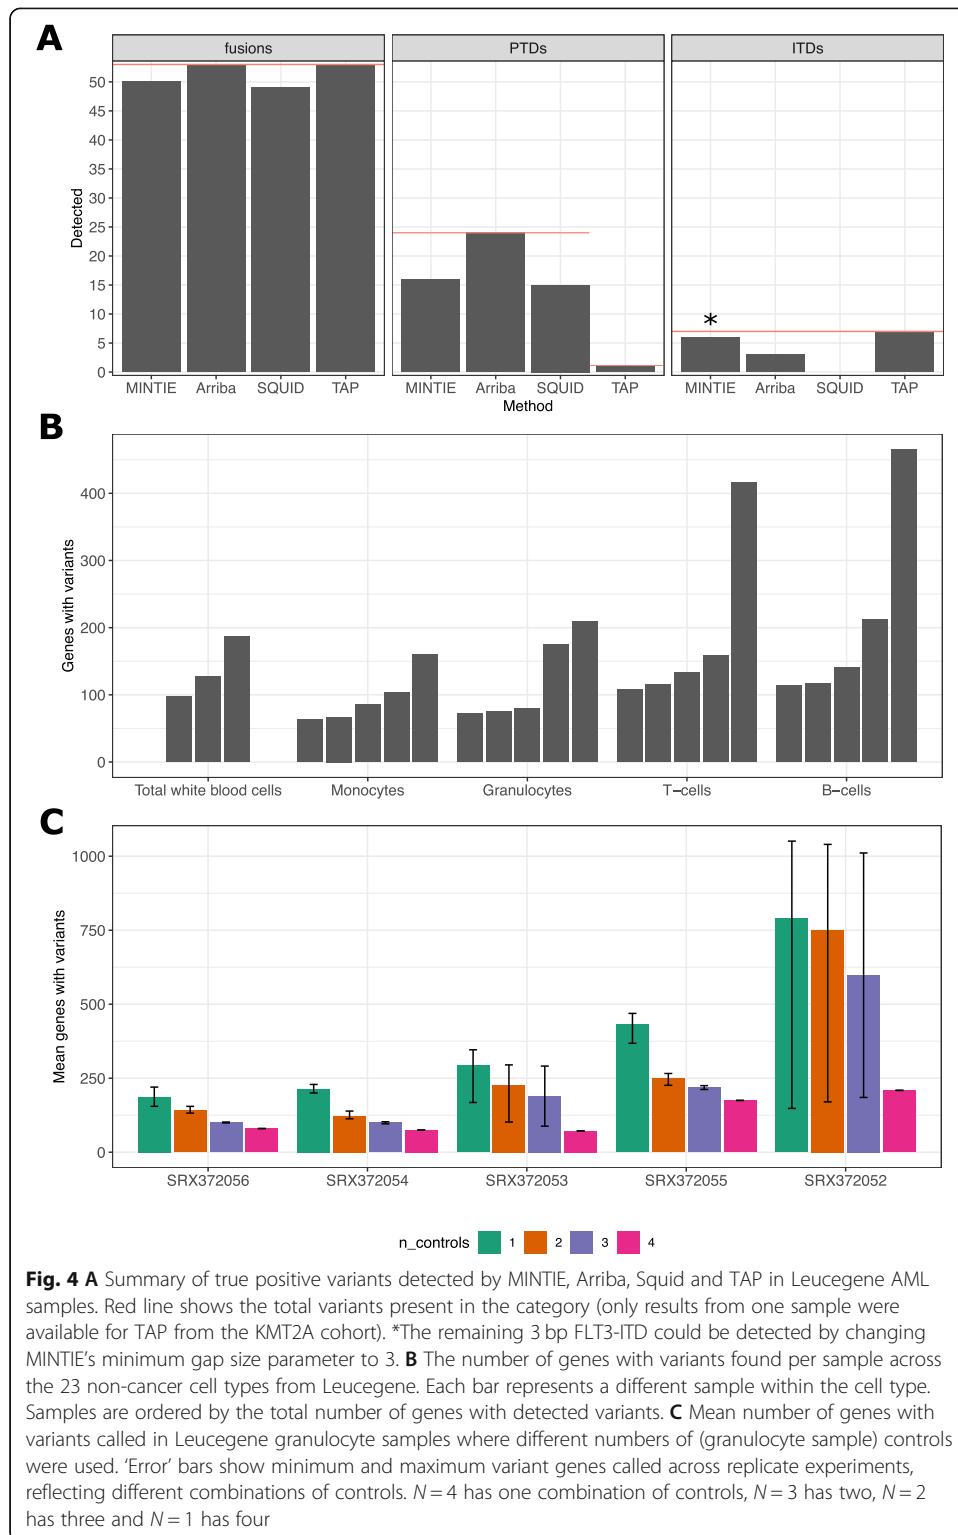 A
fusions
PTDs
ITDs
50
45
40
35
30
25
20
15
10
5
0
Detected
*
MINTIE Arriba SQUID TAP
MINTIE Arriba SQUID TAP
MINTIE Arriba SQUID TAP
Method
B
400
300
200
100
0
Genes with variants
Total white blood cells
Monocytes
Granulocytes
T−cells
B−cells
C
1000
750
500
250
0
Mean genes with variants
SRX372056
SRX372054
SRX372053
SRX372055
SRX372052
n_controls 1 2 3 4
Fig. 4 A Summary of true positive variants detected by MINTIE, Arriba, Squid and TAP in Leucegene AML
samples. Red line shows the total variants present in the category (only results from one sample were
available for TAP from the KMT2A cohort). *The remaining 3 bp FLT3-ITD could be detected by changing
MINTIE's minimum gap size parameter to 3. B The number of genes with variants found per sample across
the 23 non-cancer cell types from Leucegene. Each bar represents a different sample within the cell type.
Samples are ordered by the total number of genes with detected variants. C Mean number of genes with
variants called in Leucegene granulocyte samples where different numbers of (granulocyte sample) controls
were used. 'Error' bars show minimum and maximum variant genes called across replicate experiments,
reflecting different combinations of controls. N = 4 has one combination of controls, N = 3 has two, N = 2
has three and N = 1 has four